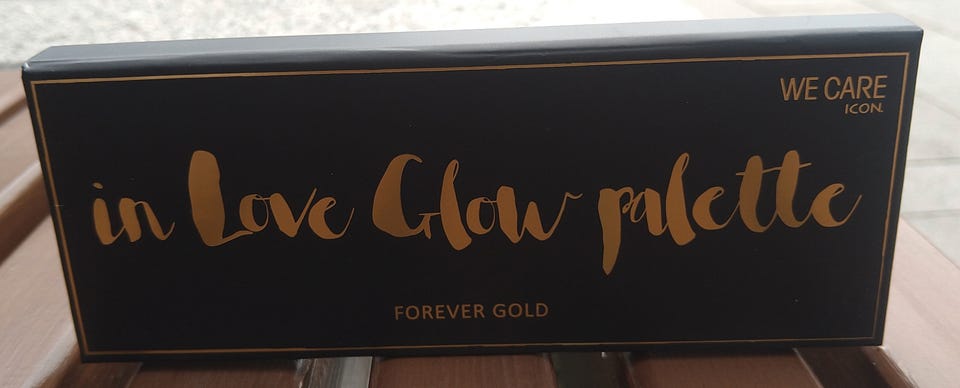 WE CARE
ICON.
in Love Glow palette
FOREVER GOLD